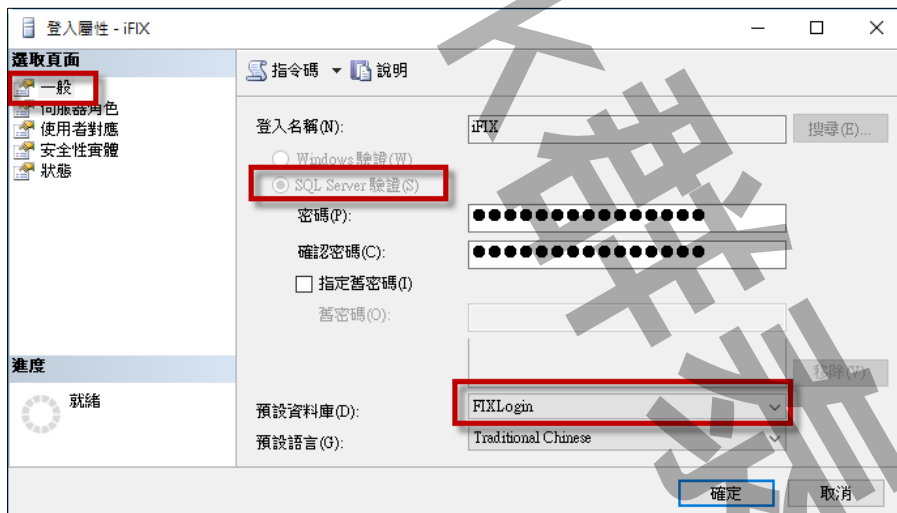 登入屬性 - iFIX
選取頁面
一般
伺服器角色
使用者對應
安全性實體
狀態
指令碼 說明
登入名稱(N): iFIX 搜尋(E)...
Windows 驗證(W)
SQL Server 驗證(S)
密碼(P): ●●●●●●●●●●●●●●●
確認密碼(C): ●●●●●●●●●●●●●●●
指定舊密碼(I)
舊密碼(O):
移除(V)
進度
就緒
預設資料庫(D): FIXLogin
預設語言(G): Traditional Chinese
確定 取消